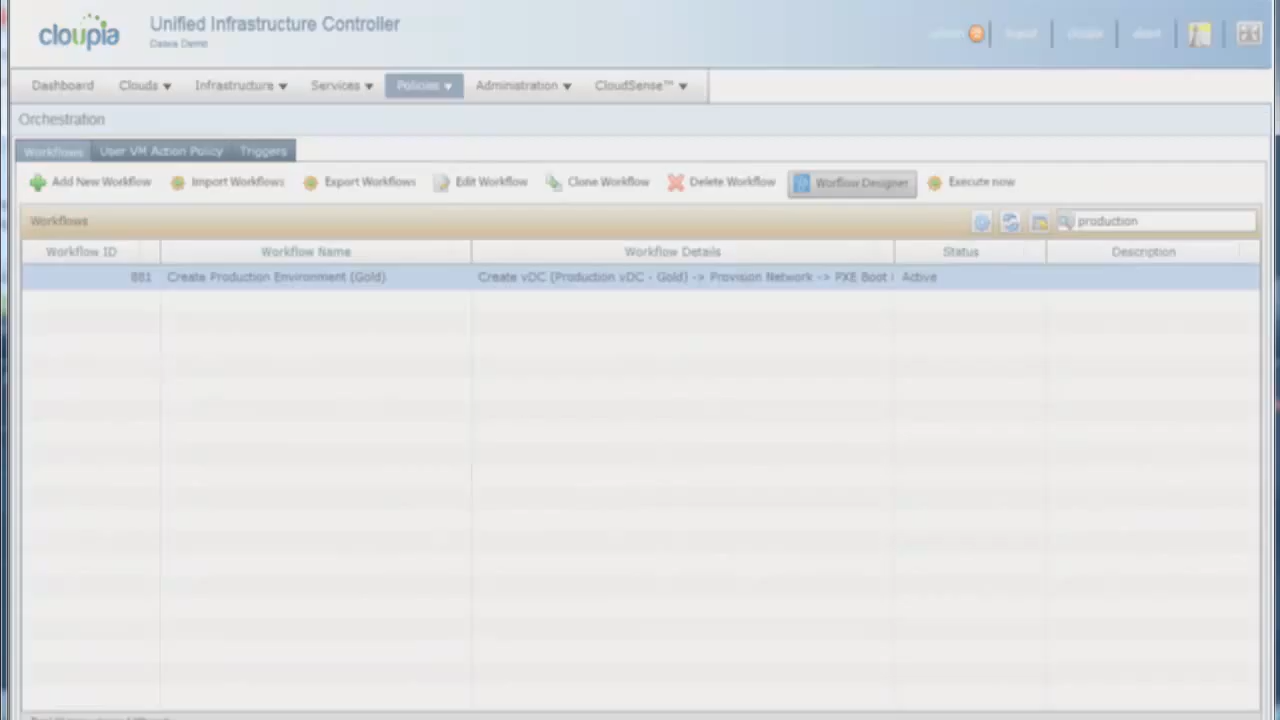 cloupia
Unified Infrastructure Controller
Dates Demo
Dashboard Clouds Infrastructure Services Policies Administration CloudSense™
Orchestration
Workflows User VM Action Policy Triggers
Add New Workflow Import Workflows Export Workflows Edit Workflow Clone Workflow Delete Workflow Worflow Designer Execute now
Workflows production
Workflow ID Workflow Name Workflow Details Status Description
881 Create Production Environment (Gold) Create vDC (Production vDC - Gold) -> Provision Network -> PXE Boot Active